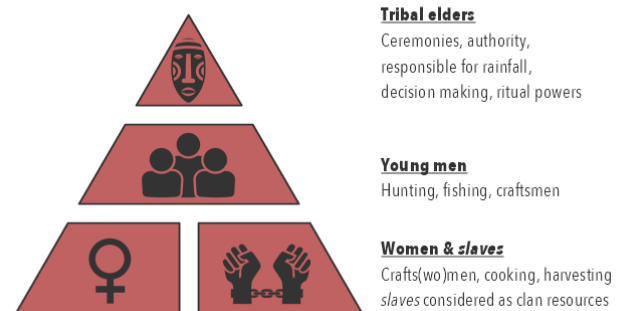 Tribal elders
Ceremonies, authority,
responsible for rainfall,
decision making, ritual powers
Young men
Hunting, fishing, craftsmen
Women & slaves
Crafts(wo)men, cooking, harvesting
slaves considered as clan resources